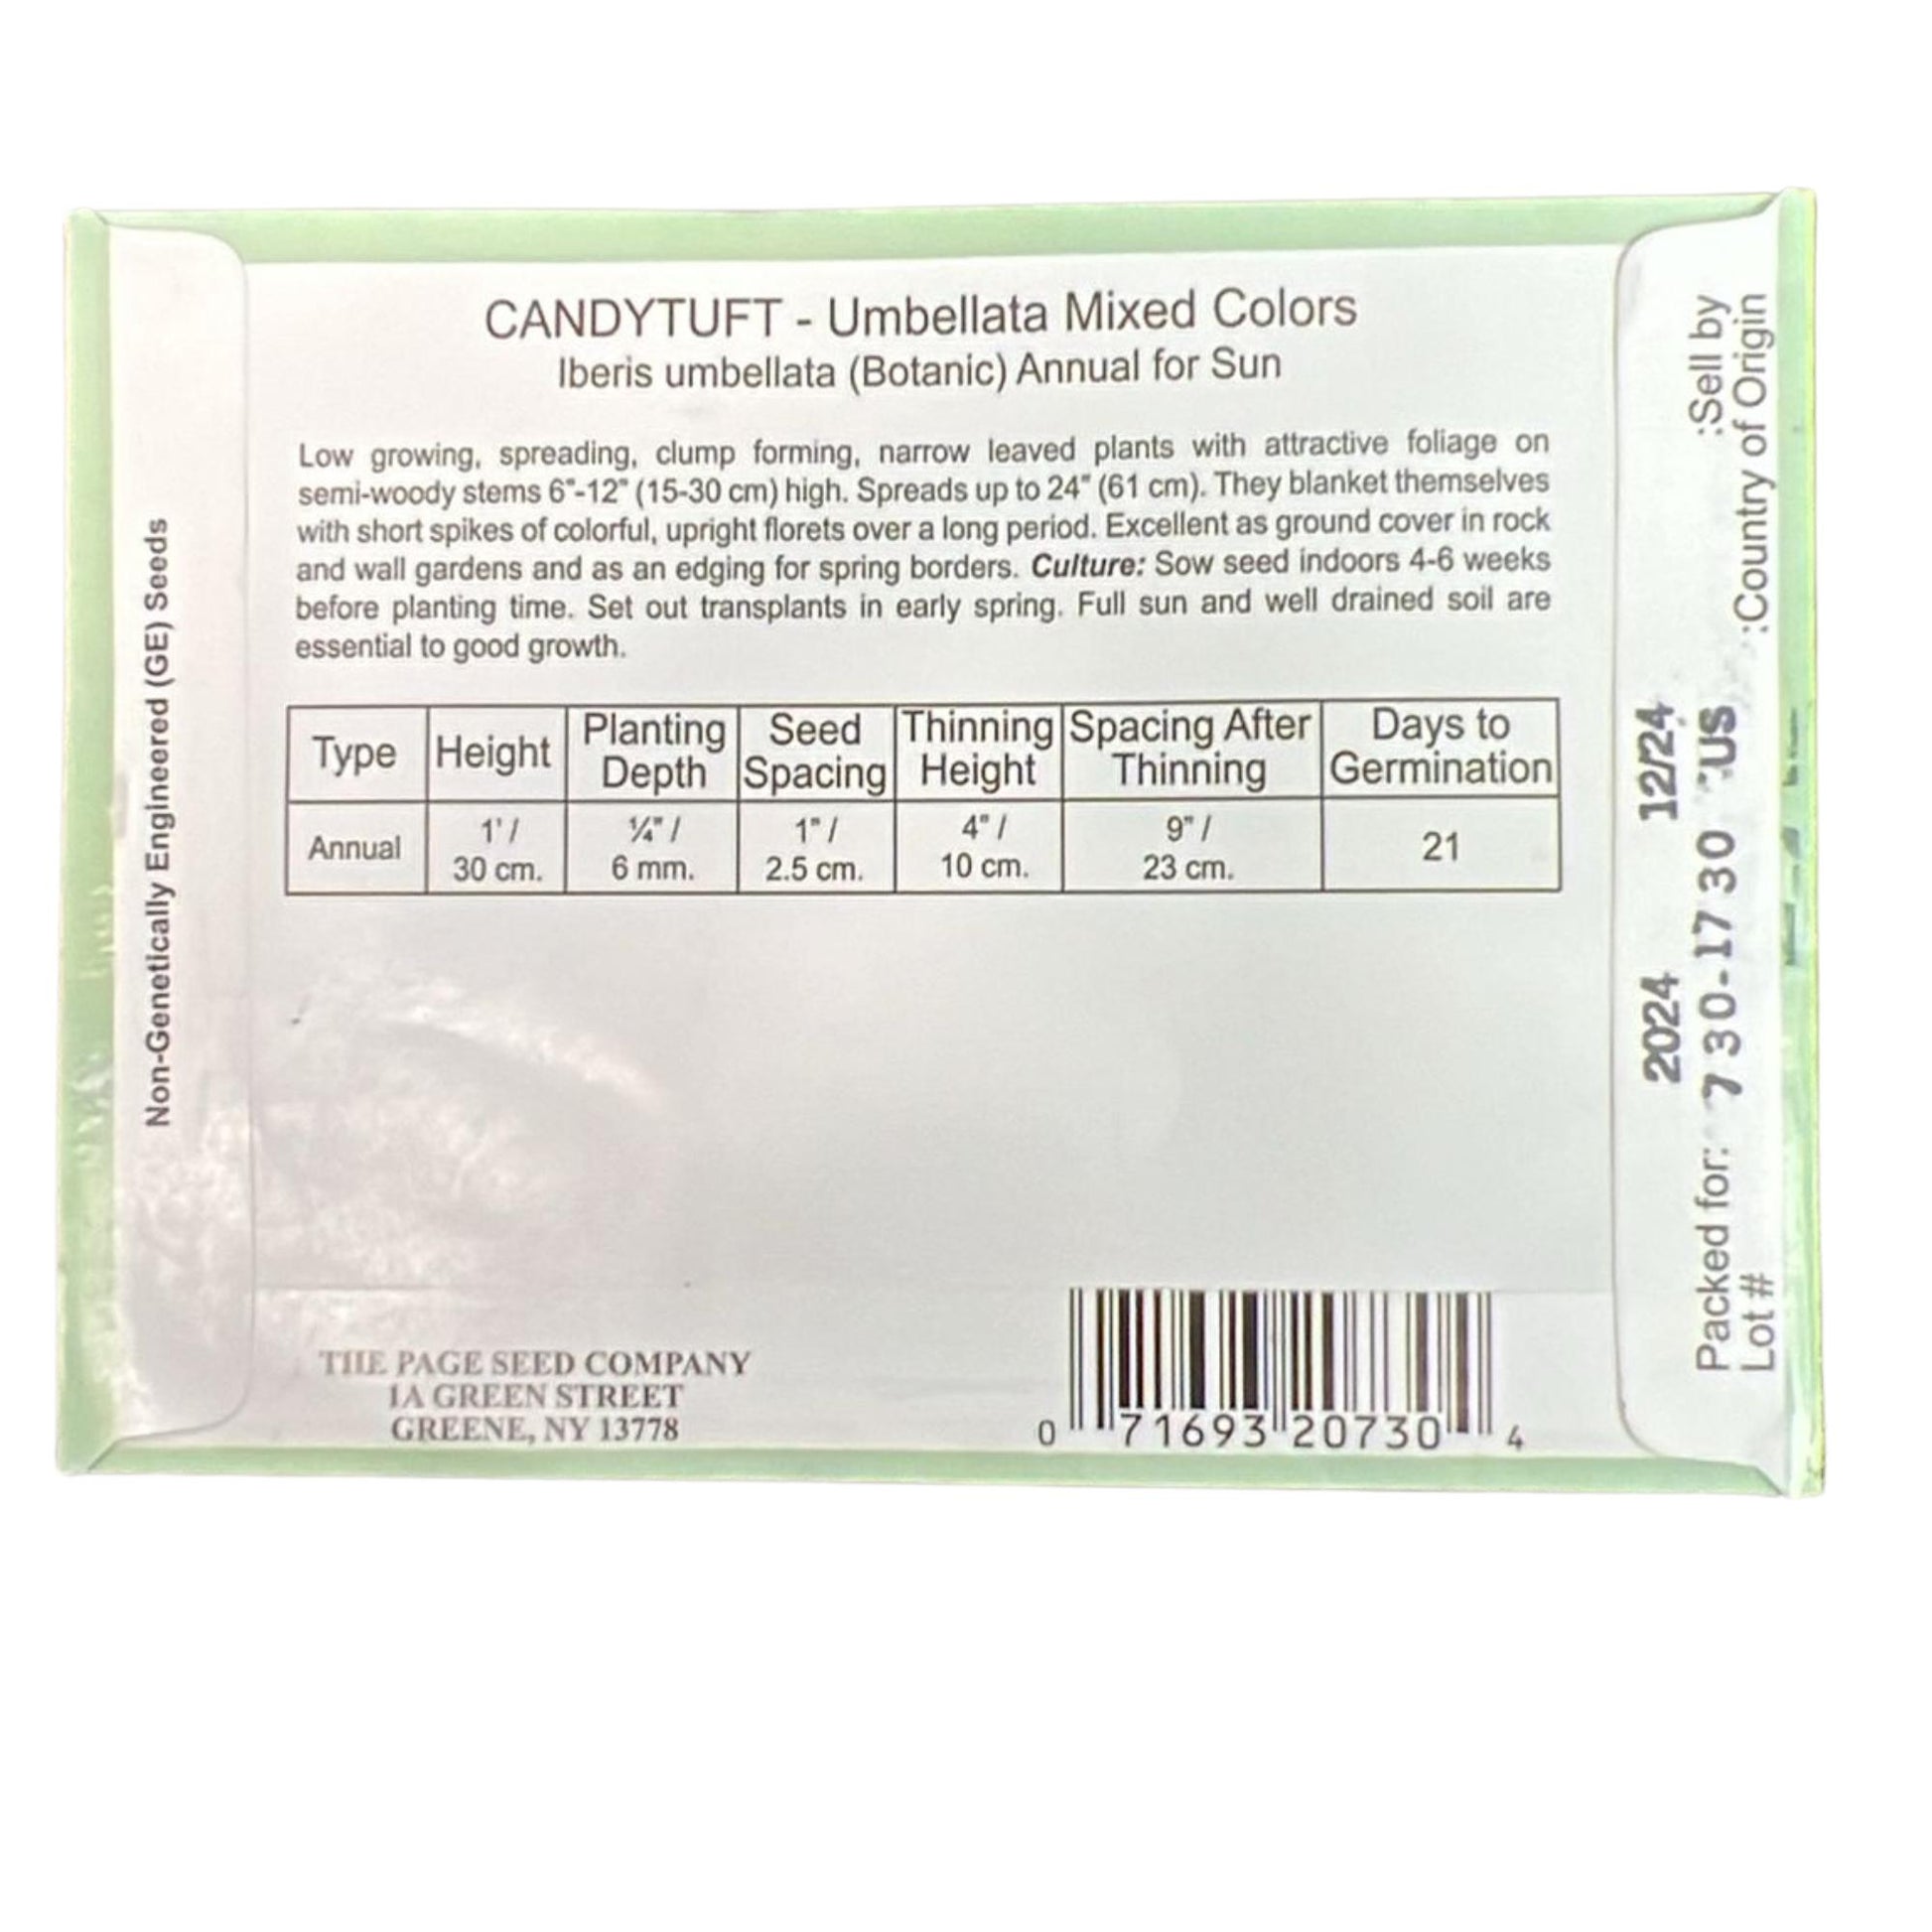 CANDYTUFT - Umbellata Mixed Colors
Iberis umbellata (Botanic) Annual for Sun
Low growing, spreading, clump forming, narrow leaved plants with attractive foliage on
semi-woody stems 6"-12" (15-30 cm) high. Spreads up to 24" (61 cm). They blanket themselves
with short spikes of colorful, upright florets over a long period. Excellent as ground cover in rock
and wall gardens and as an edging for spring borders. Culture: Sow seed indoors 4-6 weeks
before planting time. Set out transplants in early spring. Full sun and well drained soil are
essential to good growth.
Type Height Planting Depth Seed Spacing Thinning Height Spacing After Thinning Days to Germination
Annual 1' / 30 cm. ¼" / 6 mm. 1" / 2.5 cm. 4" / 10 cm. 9" / 23 cm. 21
THE PAGE SEED COMPANY
1A GREEN STREET
GREENE, NY 13778
0 71693 20730 4
Non-Genetically Engineered (GE) Seeds
2024 12/24
Packed for: 7 30-17 30 US :Sell by
Lot # :Country of Origin